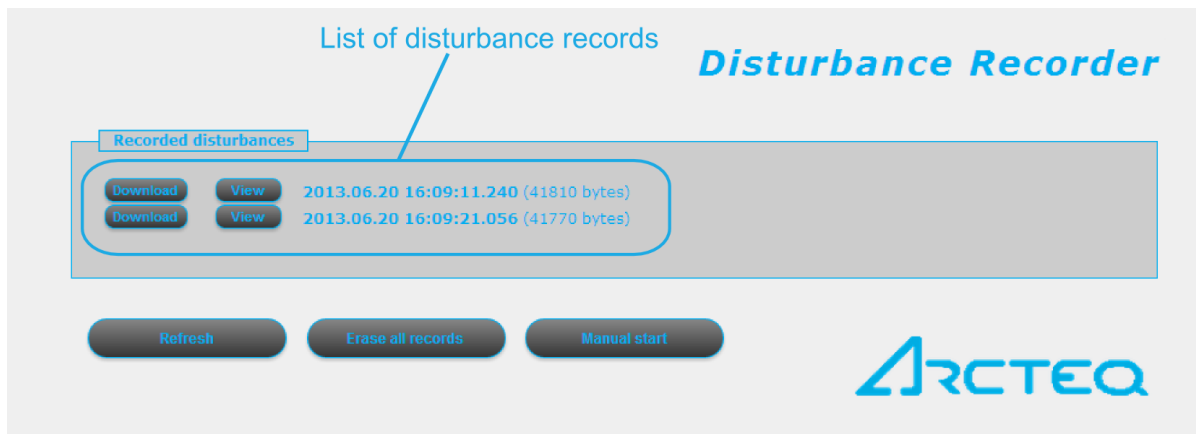 List of disturbance records
Disturbance Recorder
Recorded disturbances
Download View 2013.06.20 16:09:11.240 (41810 bytes)
Download View 2013.06.20 16:09:21.056 (41770 bytes)
Refresh Erase all records Manual start
ARCTEQ